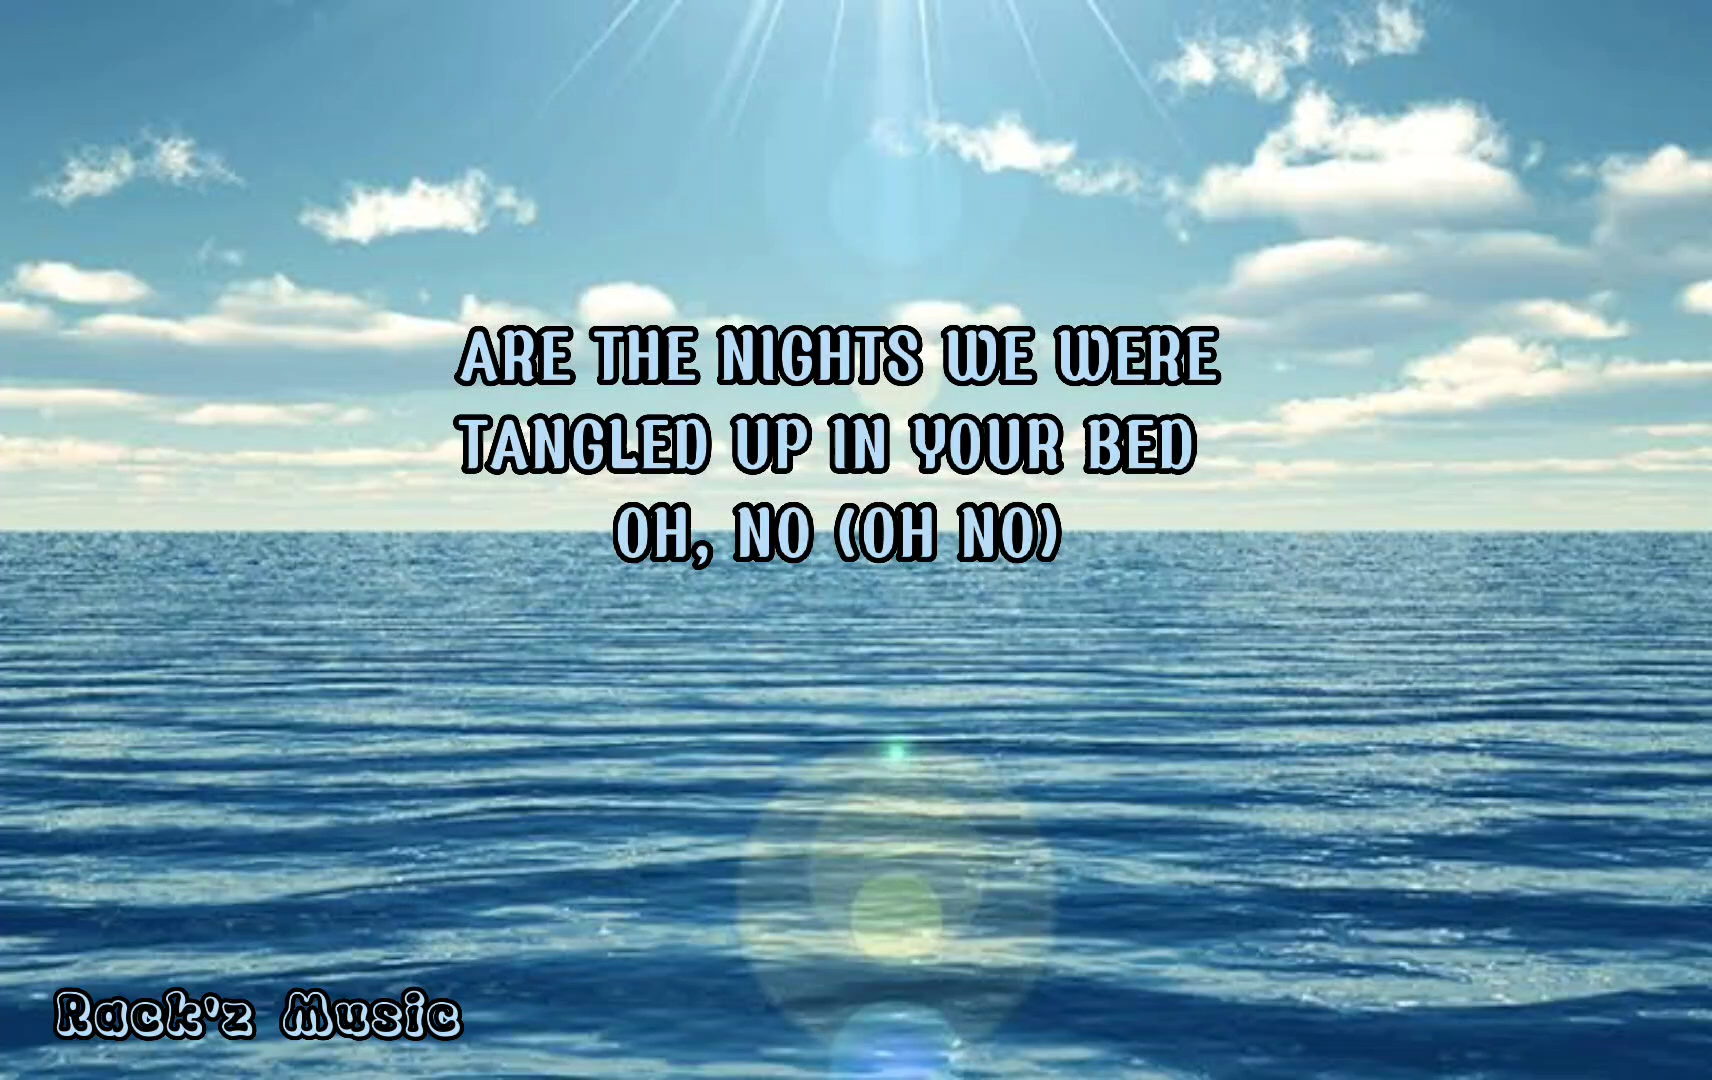 ARE THE NIGHTS WE WERE
TANGLED UP IN YOUR BED
OH, NO (OH NO)
Rack'z Music